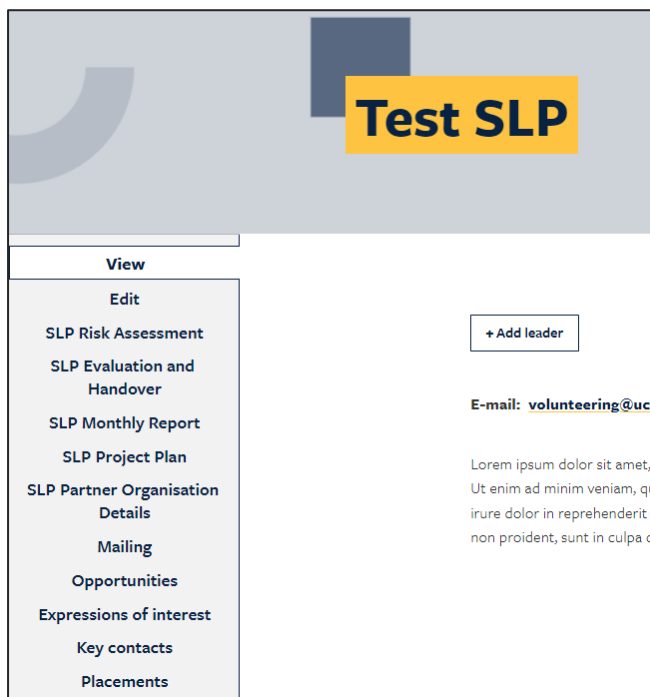 Test SLP
View
Edit
SLP Risk Assessment
SLP Evaluation and
Handover
SLP Monthly Report
SLP Project Plan
SLP Partner Organisation
Details
Mailing
Opportunities
Expressions of interest
Key contacts
Placements
+ Add leader
E-mail: volunteering@uc
Lorem ipsum dolor sit amet,
Ut enim ad minim veniam, qu
irure dolor in reprehenderit
non proident, sunt in culpa